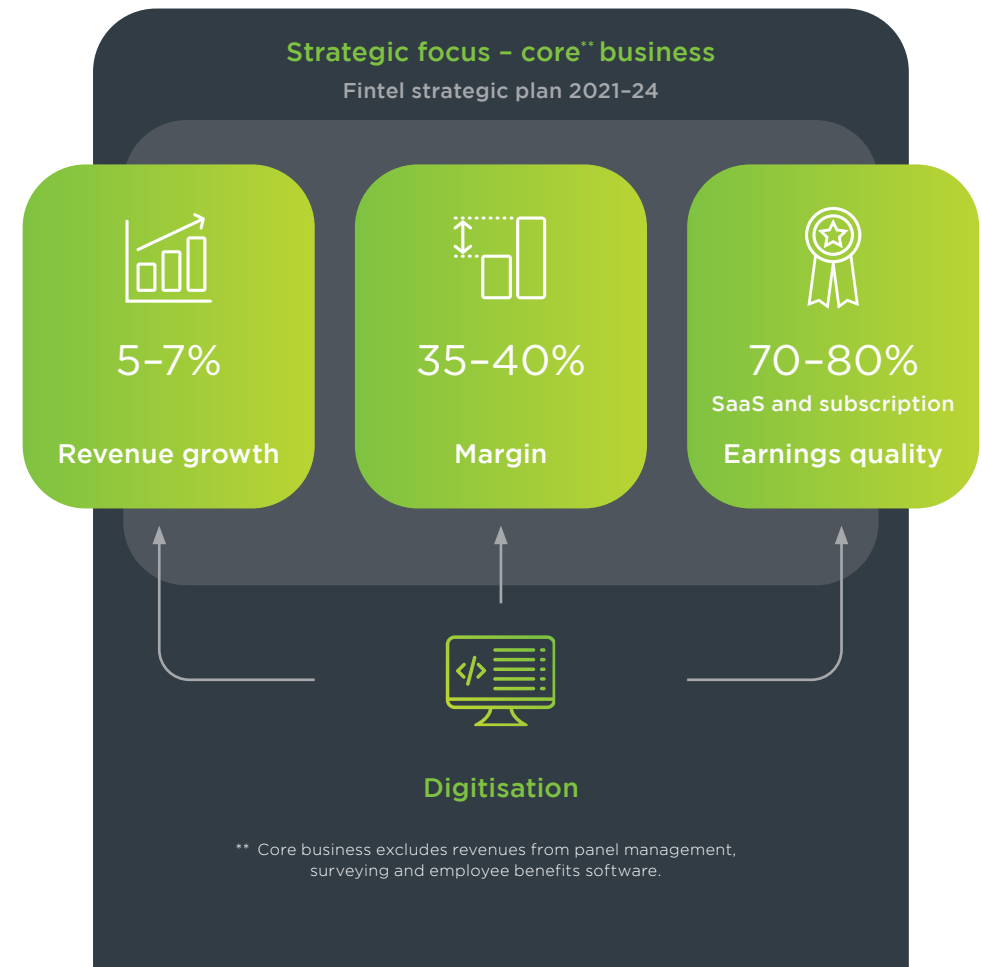 Strategic focus – core** business
Fintel strategic plan 2021–24
5–7%
Revenue growth
35–40%
Margin
70–80%
SaaS and subscription
Earnings quality
</>
Digitisation
** Core business excludes revenues from panel management,
surveying and employee benefits software.